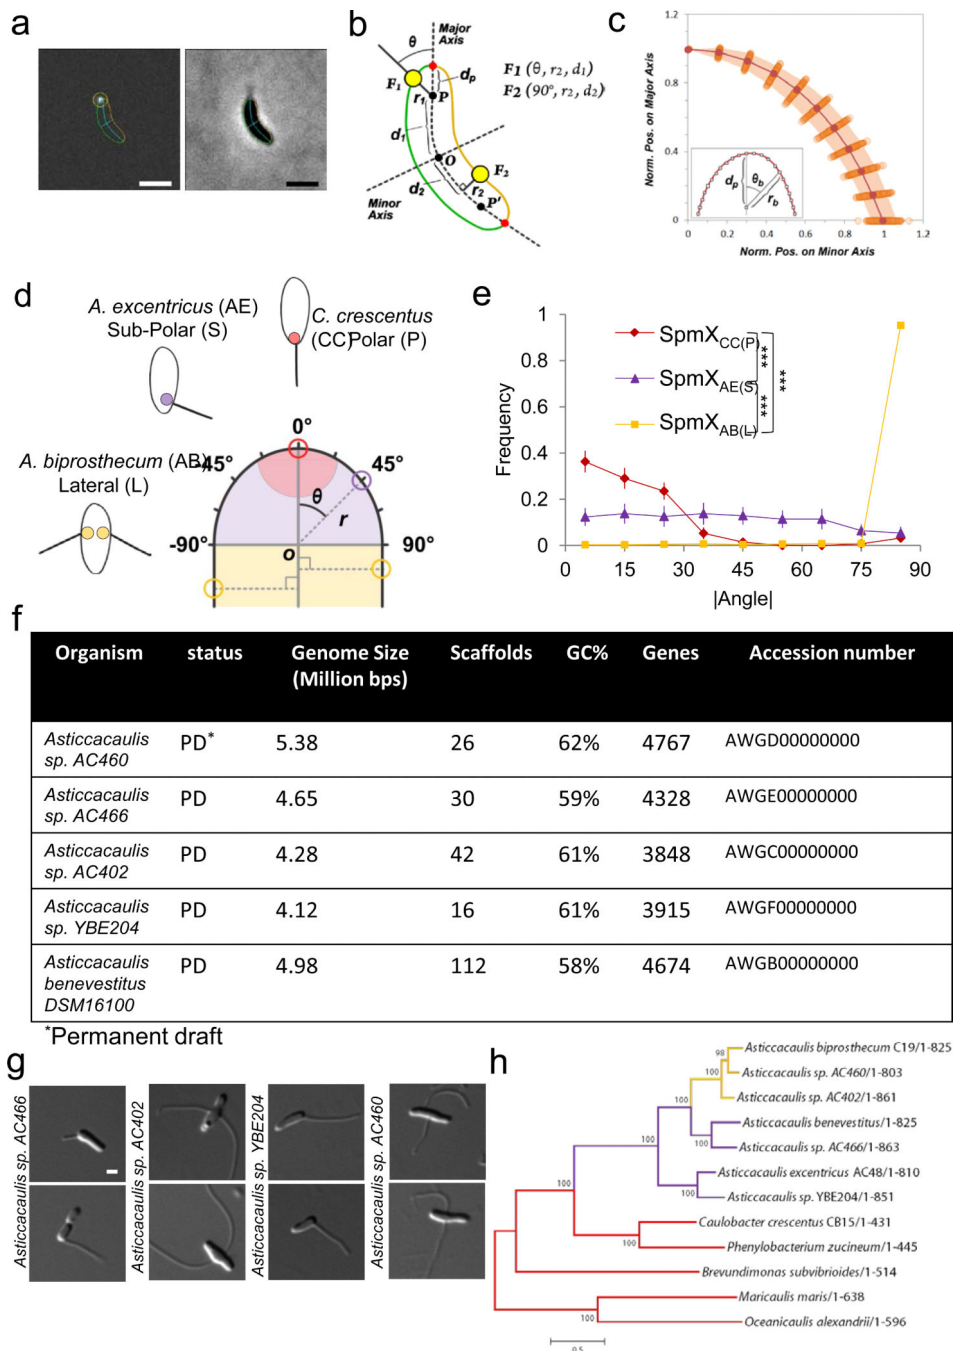 a
b
θ
Major
Axis
F1
dp
F1 (θ, r2, d1)
F2 (90°, r2, d2)
r1
P
d1
O
F2
d2
r2
P'
Minor
Axis
c
Norm. Pos. on Major Axis
1.2
1
0.8
0.6
0.4
0.2
0
dp
θb
rb
0 0.2 0.4 0.6 0.8 1 1.2
Norm. Pos. on Minor Axis
d
A. excentricus (AE)
Sub-Polar (S)
C. crescentus
(CC)Polar (P)
A. biprosthecum (AB)
Lateral (L)
0°
-45°
45°
θ
r
-90°
o
90°
e
Frequency
1
0.8
0.6
0.4
0.2
0
SpmXCC(P)
SpmXAE(S)
SpmXAB(L)
***
***
***
0 15 30 45 60 75 90
|Angle|
f
Organism status Genome Size (Million bps) Scaffolds GC% Genes Accession number
Asticcacaulis sp. AC460 PD* 5.38 26 62% 4767 AWGD00000000
Asticcacaulis sp. AC466 PD 4.65 30 59% 4328 AWGE00000000
Asticcacaulis sp. AC402 PD 4.28 42 61% 3848 AWGC00000000
Asticcacaulis sp. YBE204 PD 4.12 16 61% 3915 AWGF00000000
Asticcacaulis benevestitus DSM16100 PD 4.98 112 58% 4674 AWGB00000000
*Permanent draft
g
Asticcacaulis sp. AC466
Asticcacaulis sp. AC402
Asticcacaulis sp. YBE204
Asticcacaulis sp. AC460
h
Asticcacaulis biprosthecum C19/1-825
98
Asticcacaulis sp. AC460/1-803
100
Asticcacaulis sp. AC402/1-861
100
Asticcacaulis benevestitus/1-825
100
Asticcacaulis sp. AC466/1-863
100
Asticcacaulis excentricus AC48/1-810
100
Asticcacaulis sp. YBE204/1-851
100
Caulobacter crescentus CB15/1-431
100
Phenylobacterium zucineum/1-445
Brevundimonas subvibrioides/1-514
Maricaulis maris/1-638
100
Oceanicaulis alexandrii/1-596
0.5